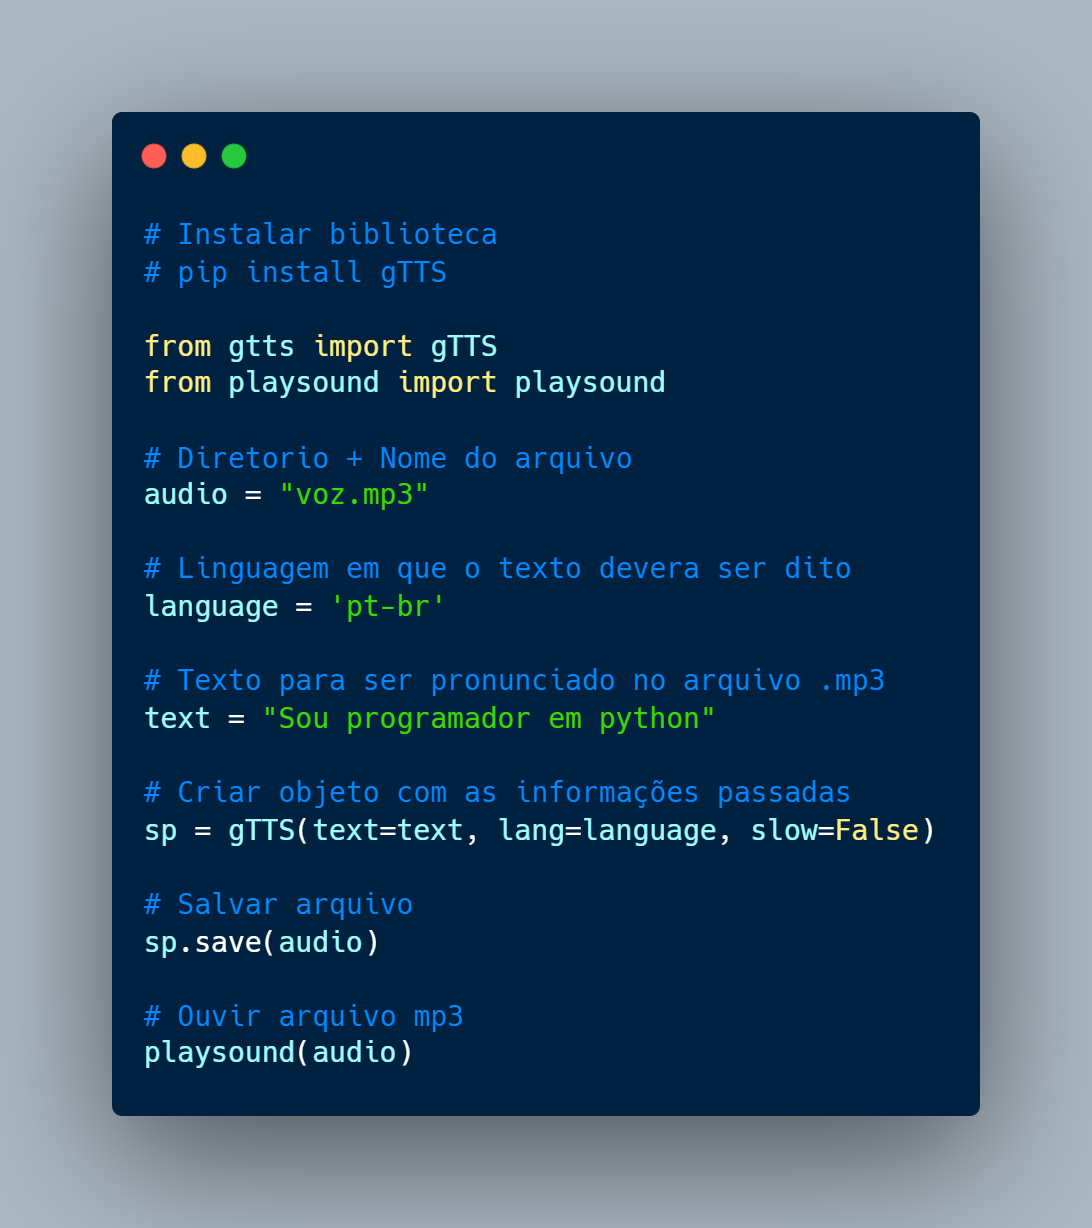 # Instalar biblioteca
# pip install gTTS
from gtts import gTTS
from playsound import playsound
# Diretorio + Nome do arquivo
audio = "voz.mp3"
# Linguagem em que o texto devera ser dito
language = 'pt-br'
# Texto para ser pronunciado no arquivo .mp3
text = "Sou programador em python"
# Criar objeto com as informações passadas
sp = gTTS(text=text, lang=language, slow=False)
# Salvar arquivo
sp.save(audio)
# Ouvir arquivo mp3
playsound(audio)